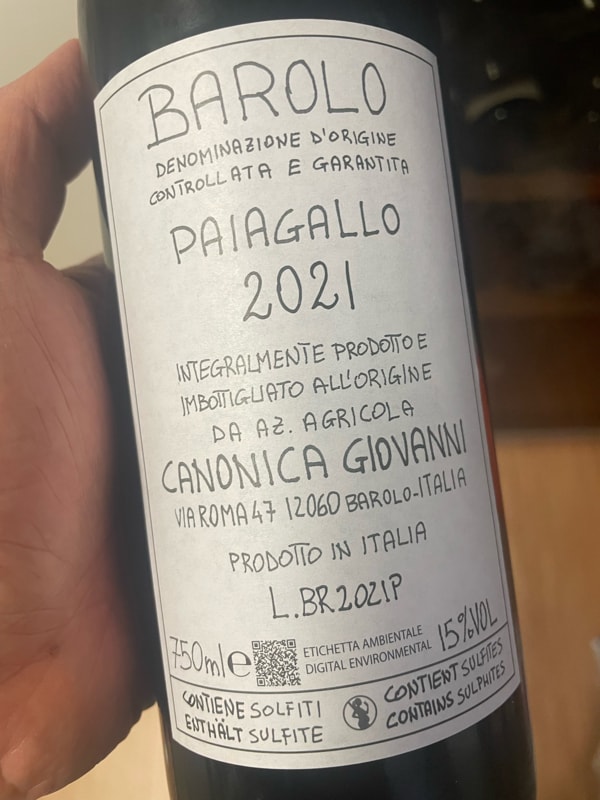 BAROLO
DENOMINAZIONE D'ORIGINE
CONTROLLATA E GARANTITA
PAIAGALLO
2021
INTEGRALMENTE PRODOTTO E
IMBOTTIGLIATO ALL'ORIGINE
DA AZ. AGRICOLA
CANONICA GIOVANNI
VIA ROMA 47 12060 BAROLO-ITALIA
PRODOTTO IN ITALIA
L.BR2021P
750ml e ETICHETTA AMBIENTALE 15%VOL
DIGITAL ENVIRONMENTAL
CONTIENE SOLFITI CONTIENT SULFITES
ENTHÄLT SULFITE CONTAINS SULPHITES